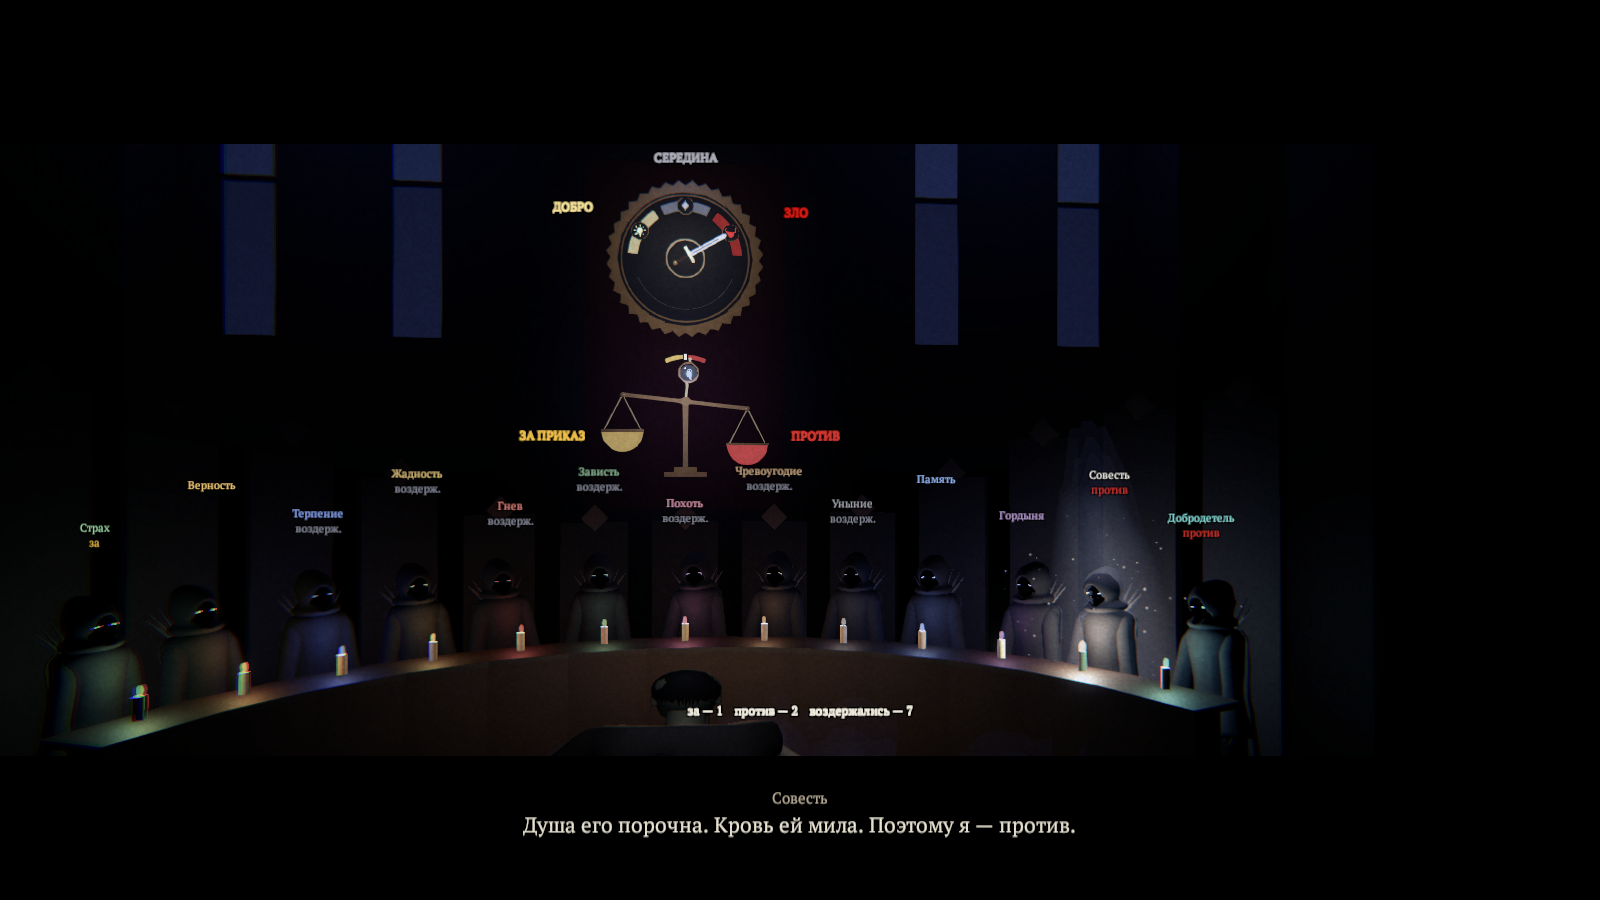 СЕРЕДИНА
ДОБРО
ЗЛО
ЗА ПРИКАЗ
ПРОТИВ
Страх
за
Верность
Терпение
воздерж.
Жадность
воздерж.
Гнев
воздерж.
Зависть
воздерж.
Похоть
воздерж.
Чревоугодие
воздерж.
Уныние
воздерж.
Память
Гордыня
Совесть
против
Добродетель
против
за — 1 против — 2 воздержались — 7
Совесть
Душа его порочна. Кровь ей мила. Поэтому я — против.